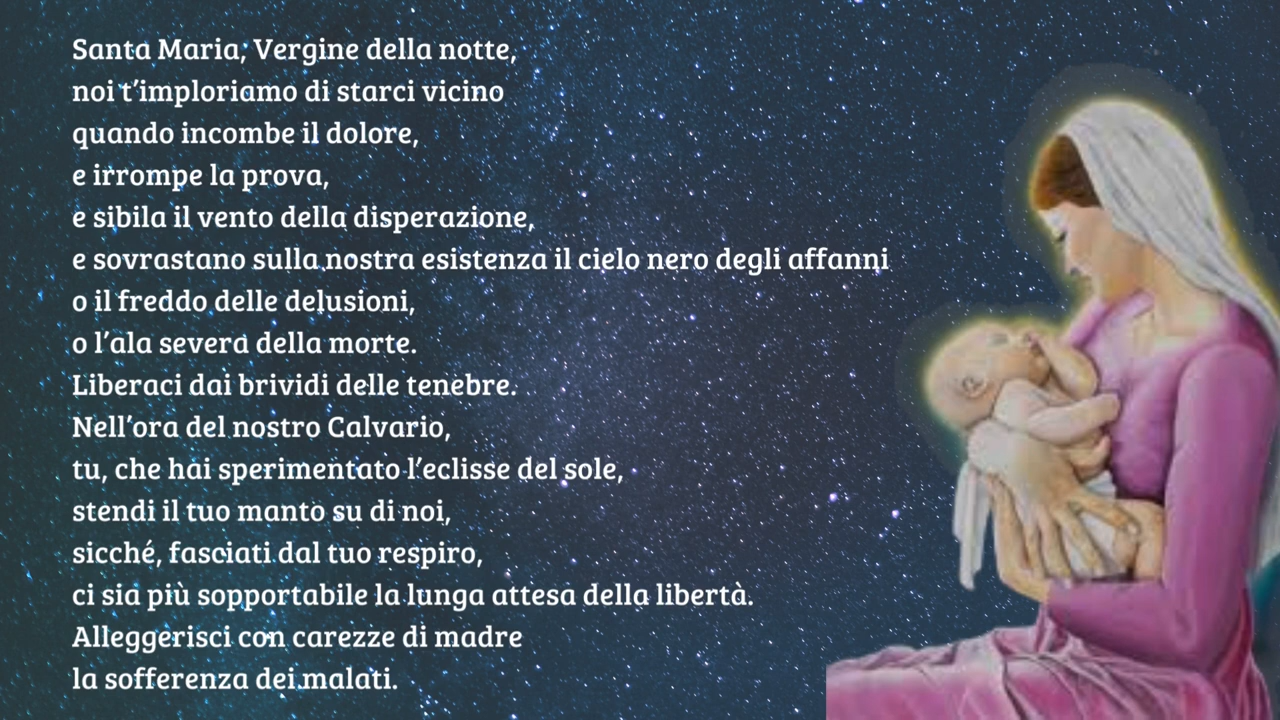 Santa Maria, Vergine della notte,
noi t’imploriamo di starci vicino
quando incombe il dolore,
e irrompe la prova,
e sibila il vento della disperazione,
e sovrastano sulla nostra esistenza il cielo nero degli affanni
o il freddo delle delusioni,
o l’ala severa della morte.
Liberaci dai brividi delle tenebre.
Nell’ora del nostro Calvario,
tu, che hai sperimentato l’eclisse del sole,
stendi il tuo manto su di noi,
sicché, fasciati dal tuo respiro,
ci sia più sopportabile la lunga attesa della libertà.
Alleggerisci con carezze di madre
la sofferenza dei malati.